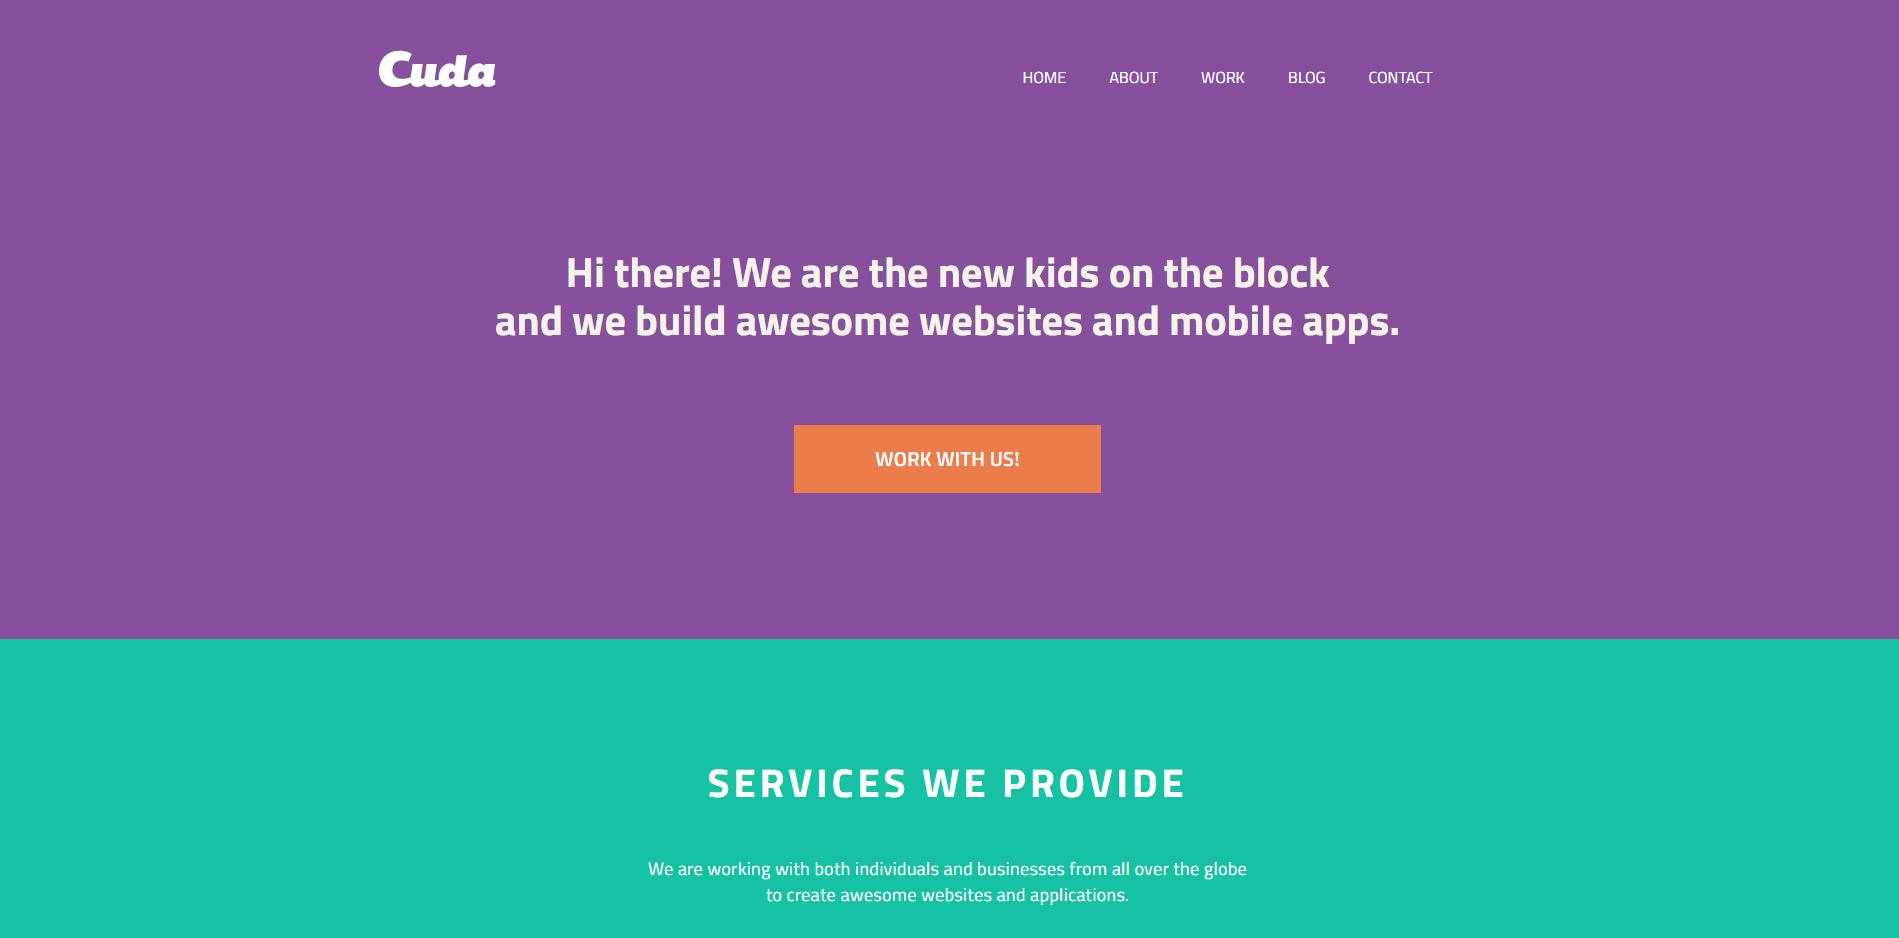 Cuda
HOME ABOUT WORK BLOG CONTACT
Hi there! We are the new kids on the block
and we build awesome websites and mobile apps.
WORK WITH US!
SERVICES WE PROVIDE
We are working with both individuals and businesses from all over the globe
to create awesome websites and applications.